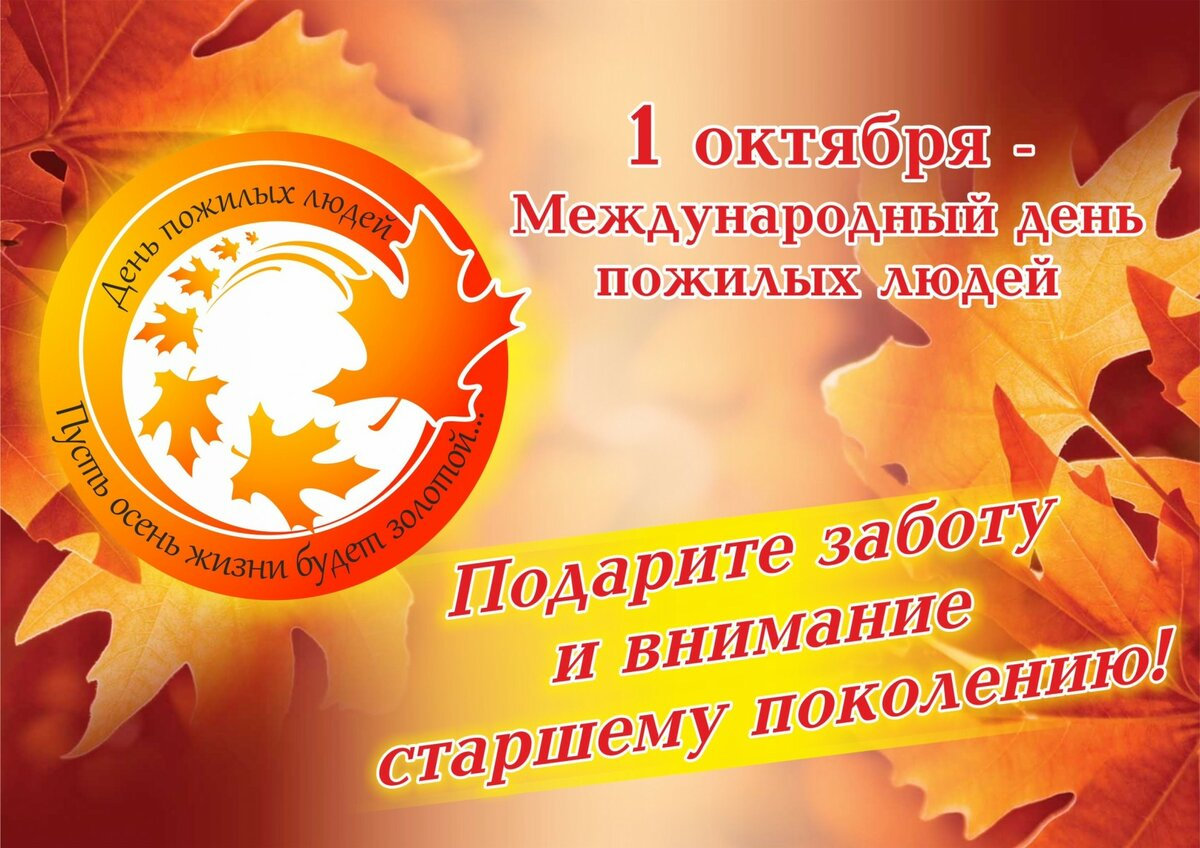 День пожилых людей
Пусть осень жизни будет золотой...
1 октября -
Международный день
пожилых людей
Подарите заботу
и внимание
старшему поколению!